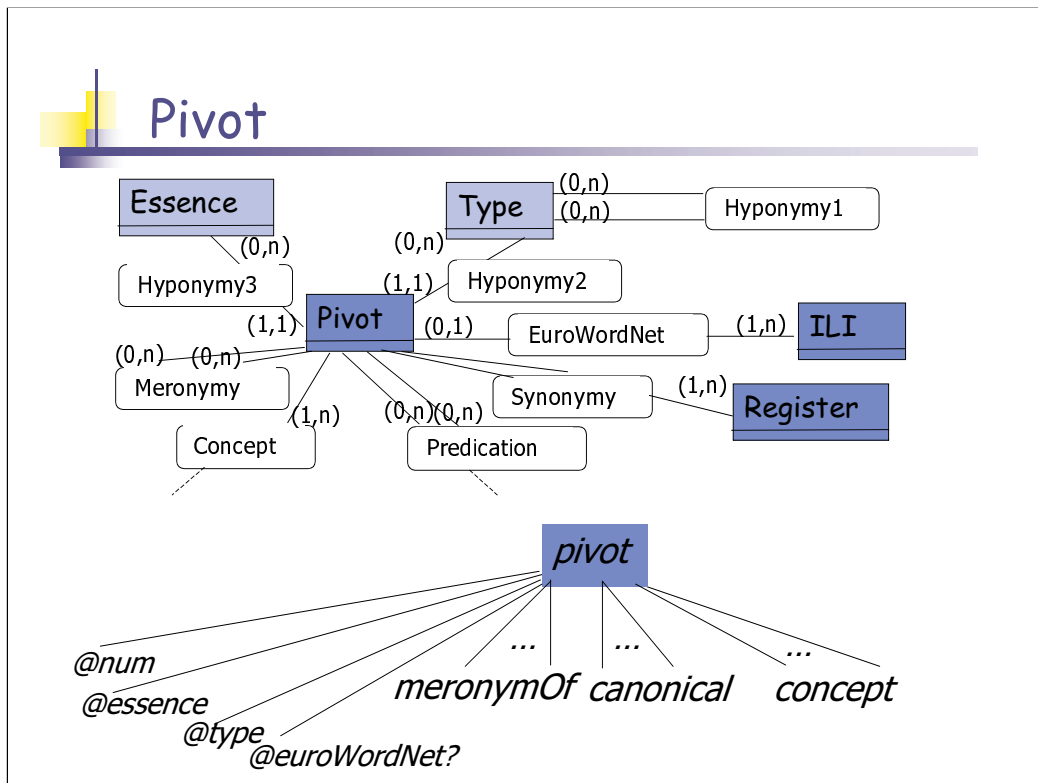 Pivot
Essence
Type
(0,n)
(0,n)
Hyponymy1
(0,n)
(0,n)
Hyponymy3
Hyponymy2
(1,1)
(1,1)
Pivot
(0,1)
EuroWordNet
(1,n)
ILI
(0,n)
(0,n)
Meronymy
Synonymy
(1,n)
Register
(1,n)
(0,n)
(0,n)
Concept
Predication
pivot
...
...
...
@num
@essence
@type
@euroWordNet?
meronymOf
canonical
concept